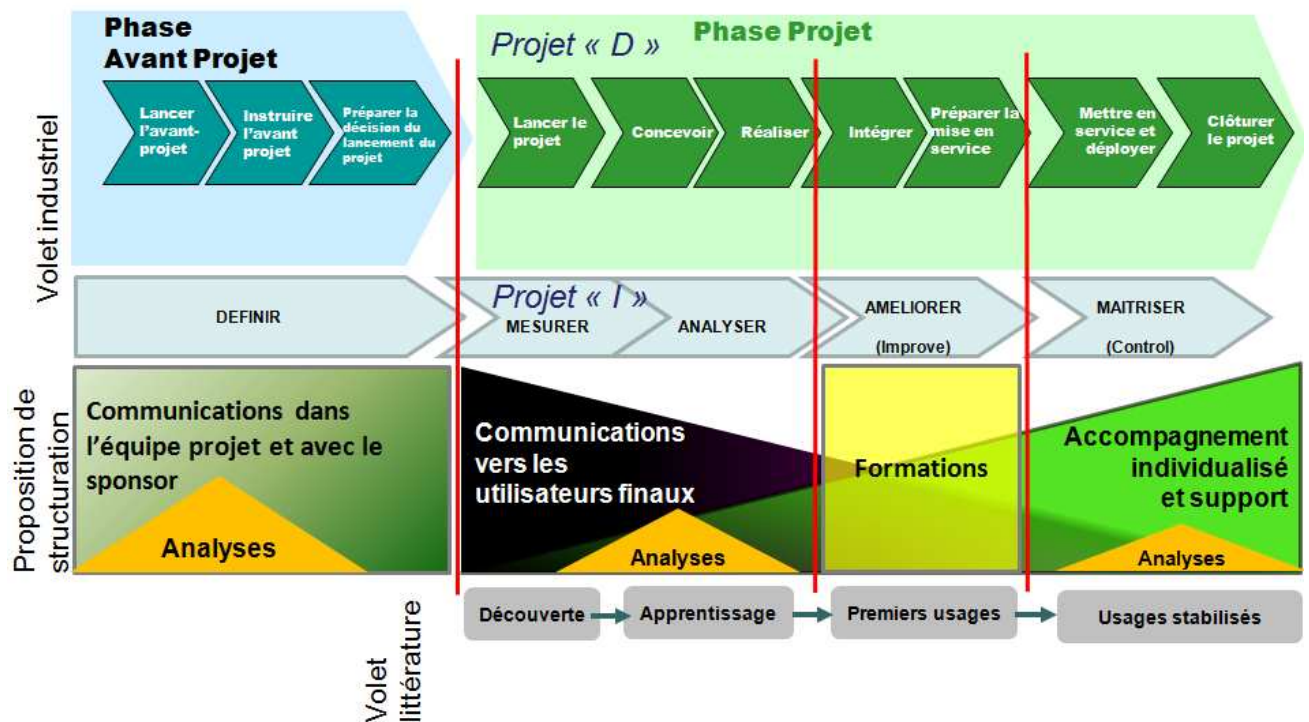 Phase
Avant Projet
Projet « D »
Phase Projet
Volet industriel
Lancer
l'avant-
projet
Instruire
l'avant
projet
Préparer la
décision du
lancement du
projet
Lancer le
projet
Concevoir
Réaliser
Intégrer
Préparer la
mise en
service
Mettre en
service et
déployer
Clôturer
le projet
Projet « I »
DEFINIR
MESURER
ANALYSER
AMELIORER
(Improve)
MAITRISER
(Control)
Proposition de
structuration
Communications dans
l'équipe projet et avec le
sponsor
Analyses
Communications
vers les
utilisateurs finaux
Analyses
Formations
Accompagnement
individualisé
et support
Analyses
Volet
littérature
Découverte
Apprentissage
Premiers usages
Usages stabilisés